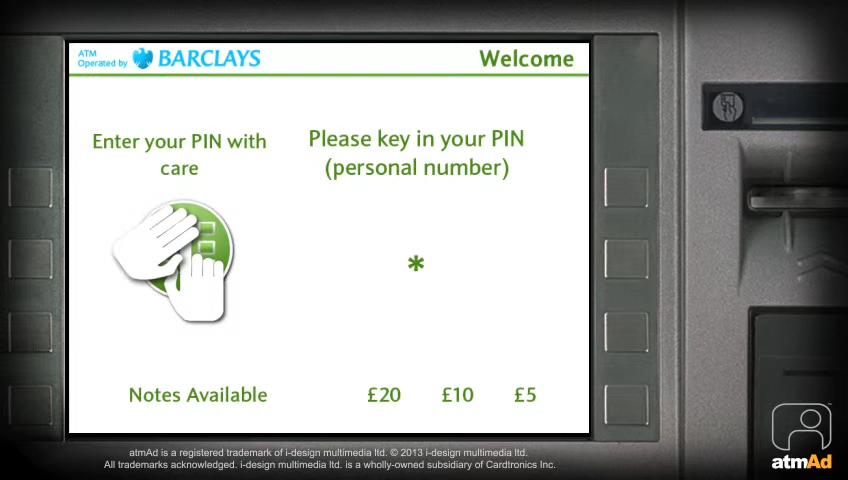 ATM
Operated by BARCLAYS
Welcome
Enter your PIN with
care
Please key in your PIN
(personal number)
*
Notes Available £20 £10 £5
atmAd is a registered trademark of i-design multimedia ltd. © 2013 i-design multimedia ltd.
All trademarks acknowledged. i-design multimedia ltd. is a wholly-owned subsidiary of Cardtronics Inc.
atmAd